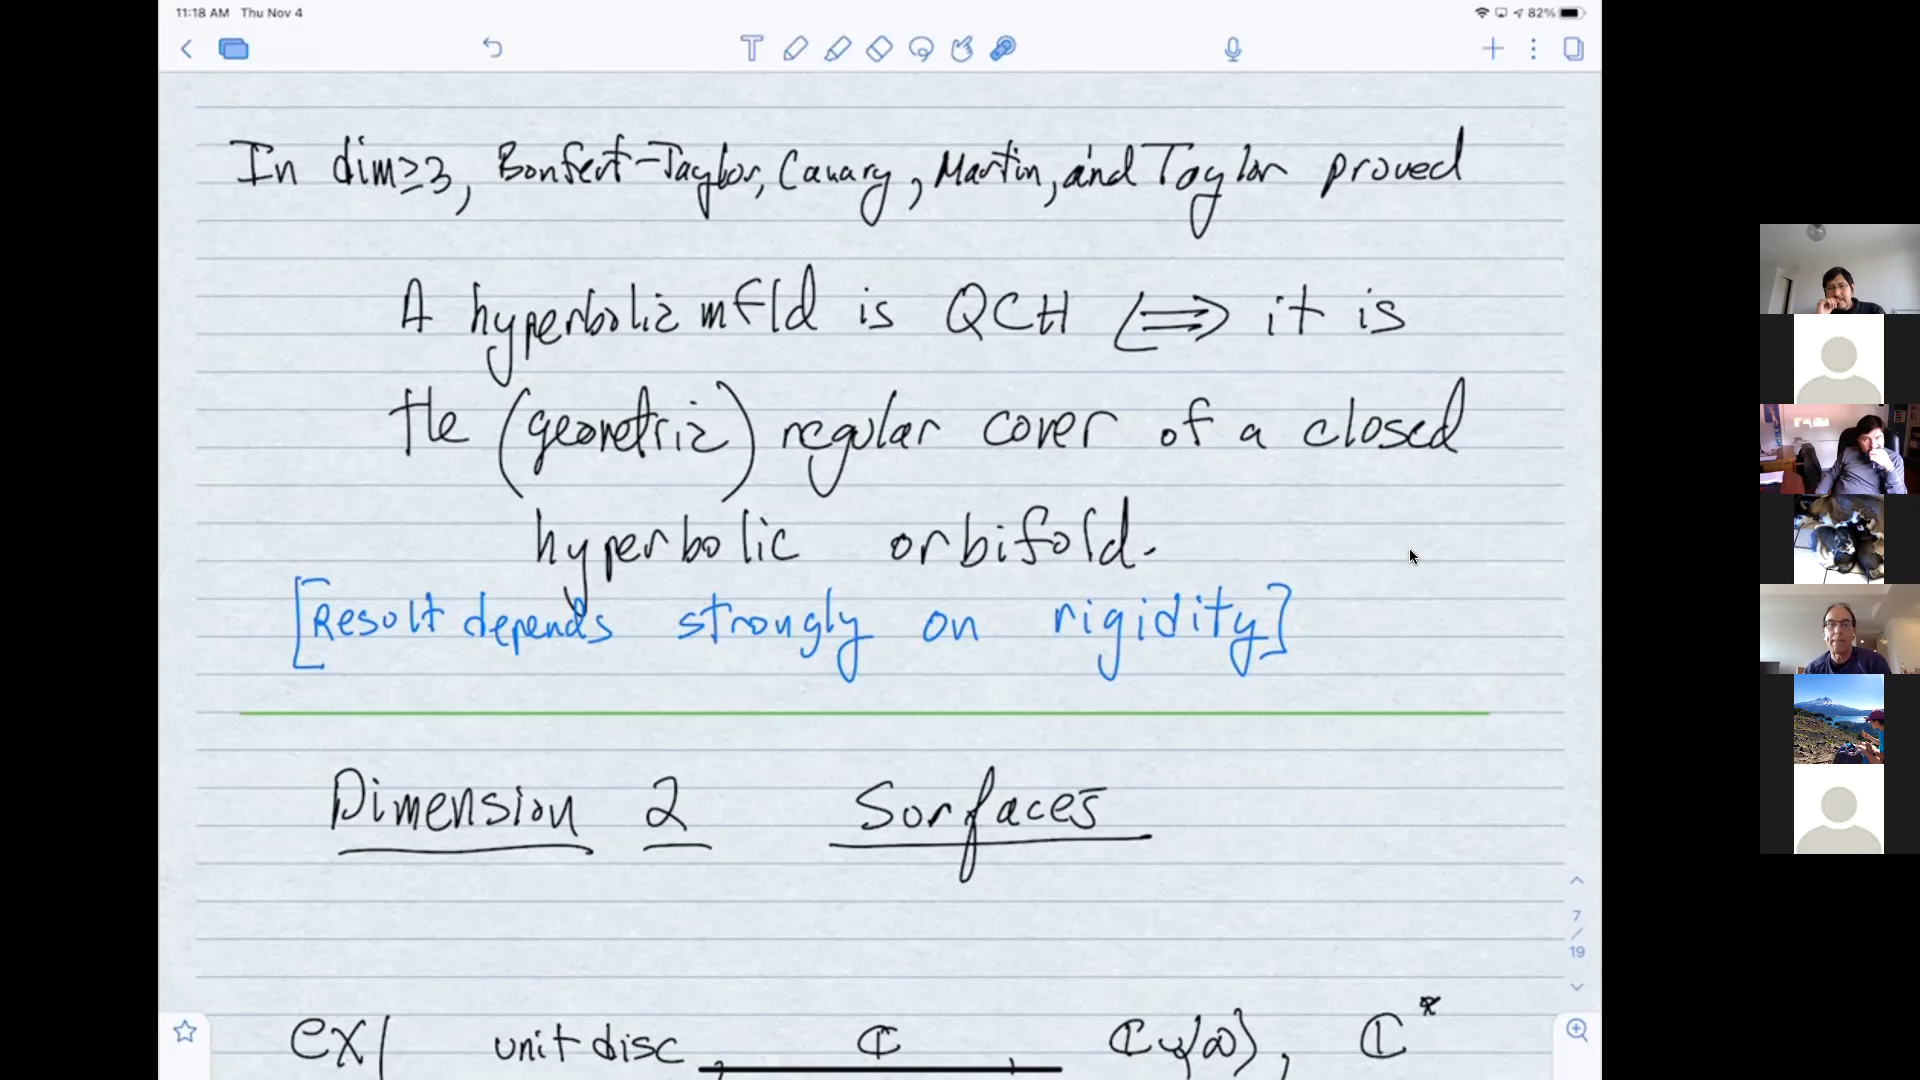 11:18 AM Thu Nov 4
82%
In dim≥3, Bonfert-Taylor, Canary, Martin, and Taylor proved
A hyperbolic mfld is QCH ⟺ it is
the (geometric) regular cover of a closed
hyperbolic orbifold.
[Result depends strongly on rigidity]
Dimension 2 Surfaces
7
/
19
ex/ unit disc, ℂ, ℂ∪{∞}, ℂ*